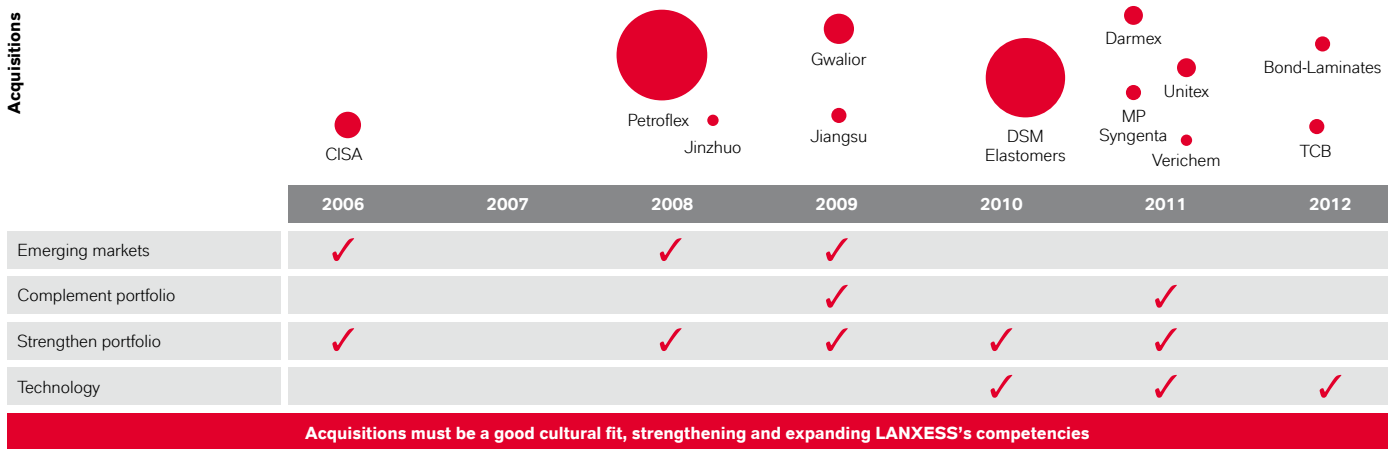 Acquisitions
CISA
Petroflex
Jinzhuo
Gwalior
Jiangsu
DSM
Elastomers
Darmex
Unitex
MP
Syngenta
Verichem
Bond-Laminates
TCB
2006 2007 2008 2009 2010 2011 2012
Emerging markets
Complement portfolio
Strengthen portfolio
Technology
Acquisitions must be a good cultural fit, strengthening and expanding LANXESS's competencies